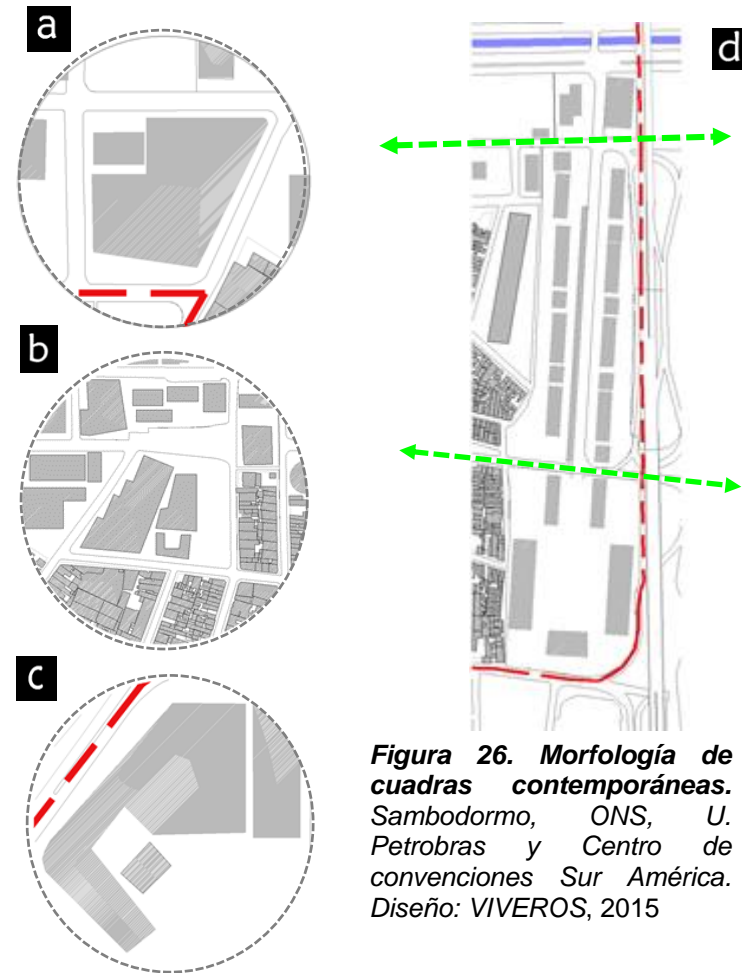 a
d
b
c
Figura 26. Morfología de
cuadras contemporáneas.
Sambodormo, ONS, U.
Petrobras y Centro de
convenciones Sur América.
Diseño: VIVEROS, 2015